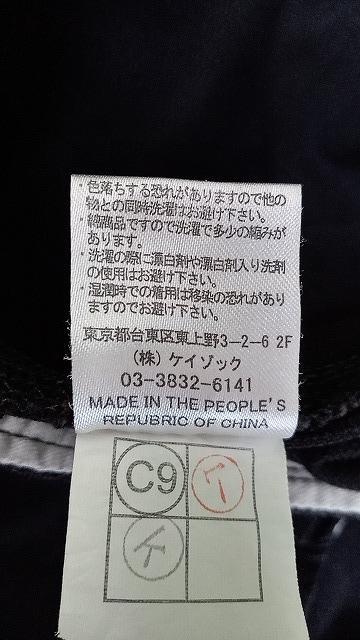 ・色落ちする恐れがありますので他の
物との同時洗濯はお避け下さい。
・綿商品ですので洗濯で多少の縮みが
あります。
・洗濯の際に漂白剤や漂白剤入り洗剤
の使用はお避け下さい。
・湿潤時での着用は移染の恐れがあり
ますのでお避け下さい。
東京都台東区東上野3-2-6 2F
(株)ケイゾック
03-3832-6141
MADE IN THE PEOPLE'S
REPUBRIC OF CHINA
C9 ワ
イ